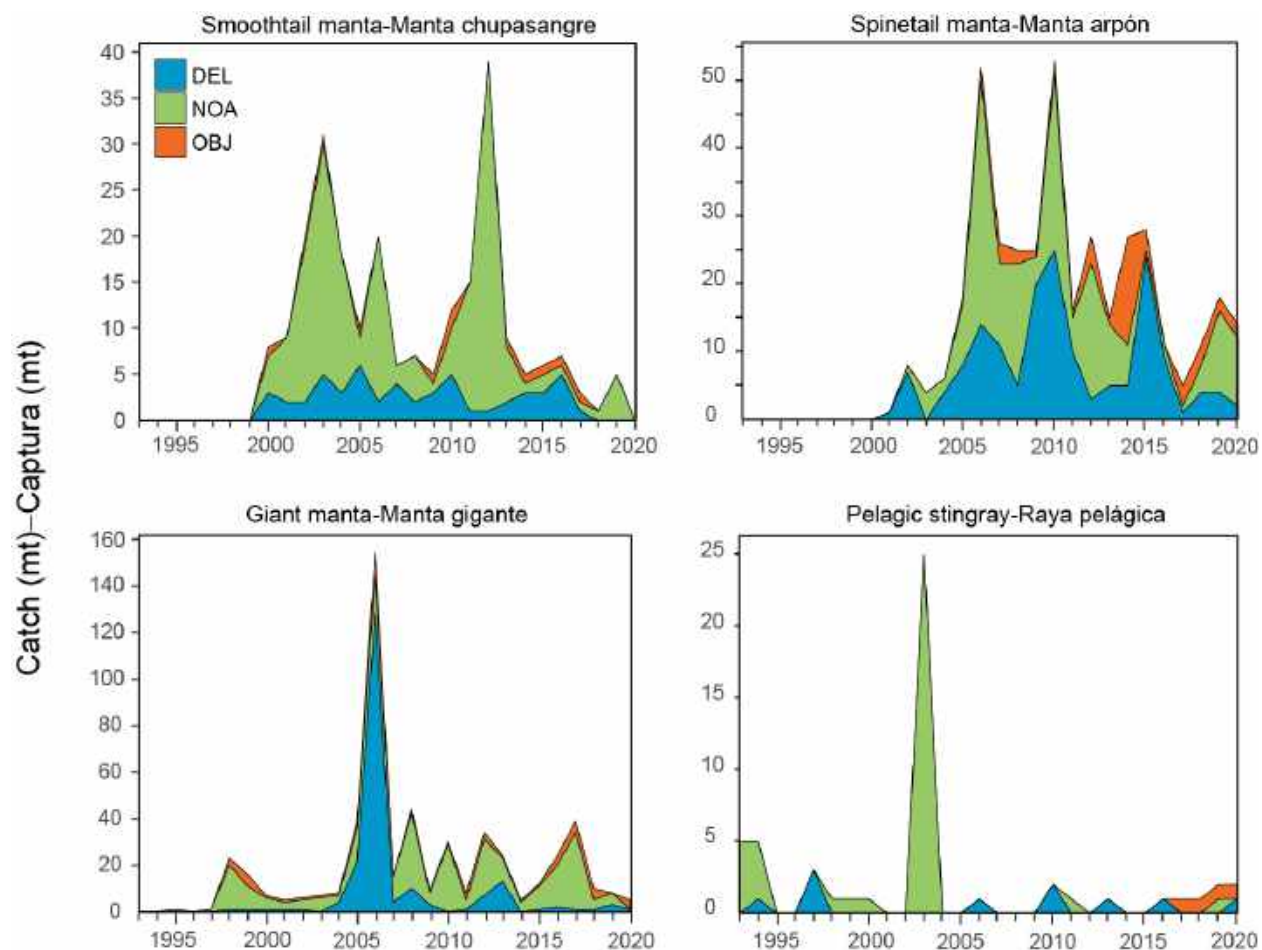 Smoothtail manta-Manta chupasangre
40
35
30
25
20
15
10
5
0
DEL
NOA
OBJ
1995 2000 2005 2010 2015 2020
Spinetail manta-Manta arpón
50
40
30
20
10
0
1995 2000 2005 2010 2015 2020
Catch (mt)–Captura (mt)
Giant manta-Manta gigante
160
140
120
100
80
60
40
20
0
1995 2000 2005 2010 2015 2020
Pelagic stingray-Raya pelágica
25
20
15
10
5
0
1995 2000 2005 2010 2015 2020